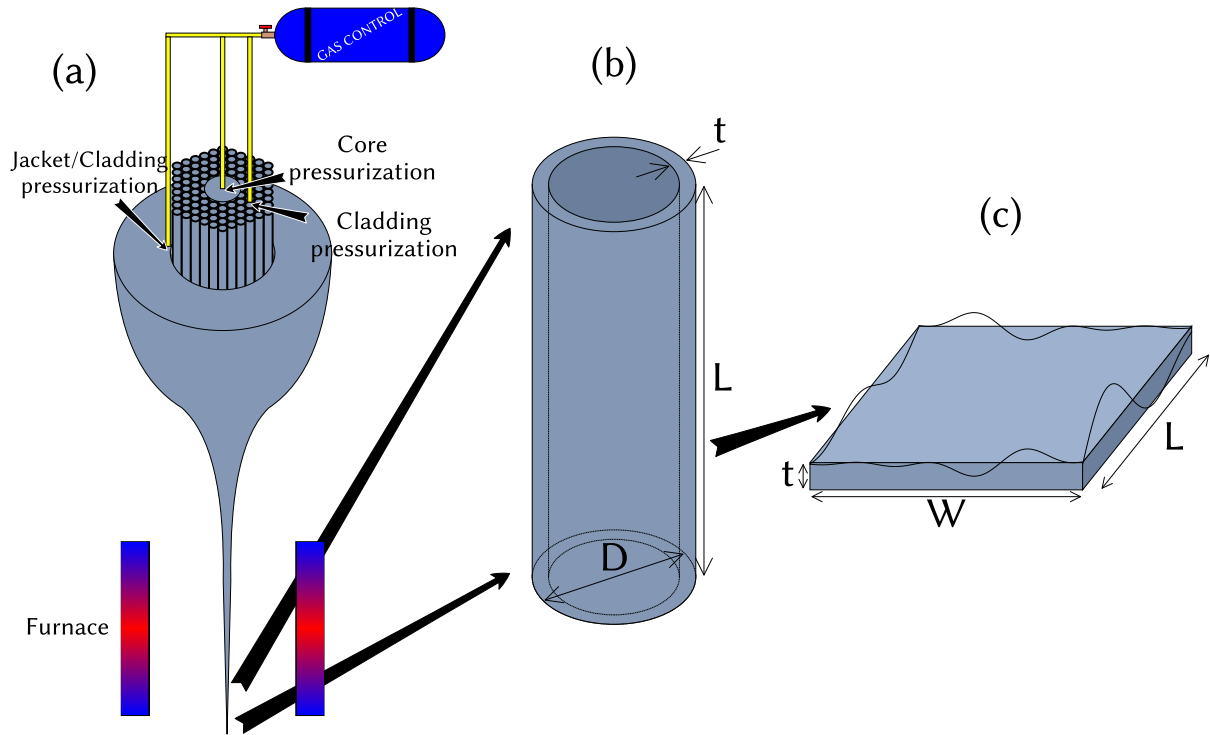 GAS CONTROL
(a)
Jacket/Cladding
pressurization
Core
pressurization
Cladding
pressurization
Furnace
(b)
t
L
D
(c)
t
W
L